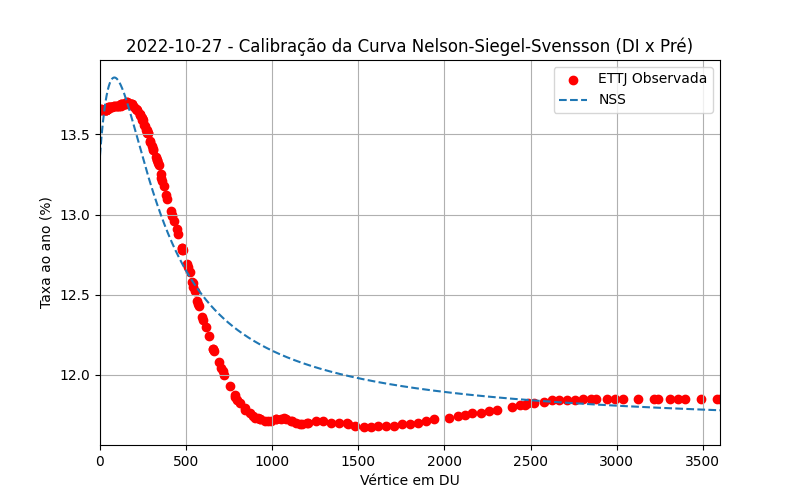 2022-10-27 - Calibração da Curva Nelson-Siegel-Svensson (DI x Pré)
ETTJ Observada
NSS
Taxa ao ano (%)
13.5
13.0
12.5
12.0
0 500 1000 1500 2000 2500 3000 3500
Vértice em DU